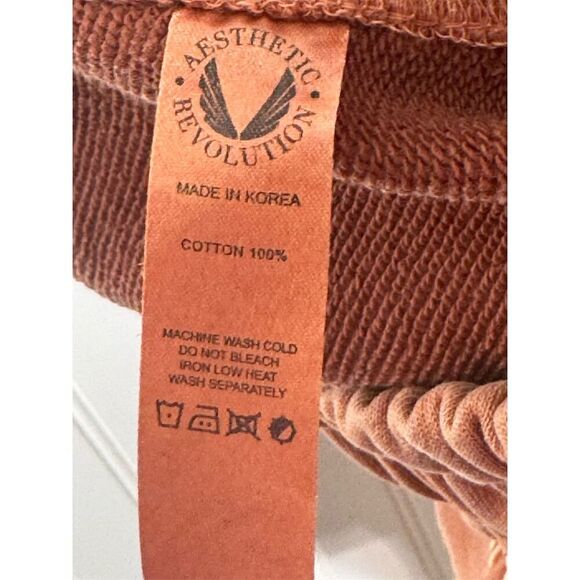 AESTHETIC
REVOLUTION
MADE IN KOREA
COTTON 100%
MACHINE WASH COLD
DO NOT BLEACH
IRON LOW HEAT
WASH SEPARATELY